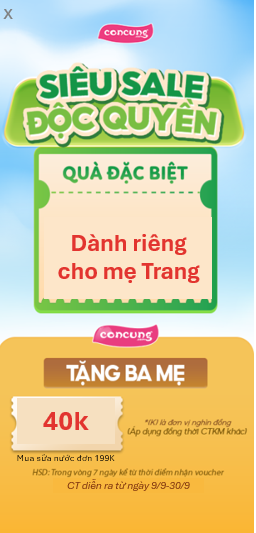 X
concung
SIÊU SALE
ĐỘC QUYỀN
QUÀ ĐẶC BIỆT
Dành riêng
cho mẹ Trang
concung
TẶNG BA MẸ
40k
*(K) là đơn vị nghìn đồng
(Áp dụng đồng thời CTKM khác)
Mua sữa nước đơn 199K
HSD: Trong vòng 7 ngày kể từ thời điểm nhận voucher
CT diễn ra từ ngày 9/9-30/9